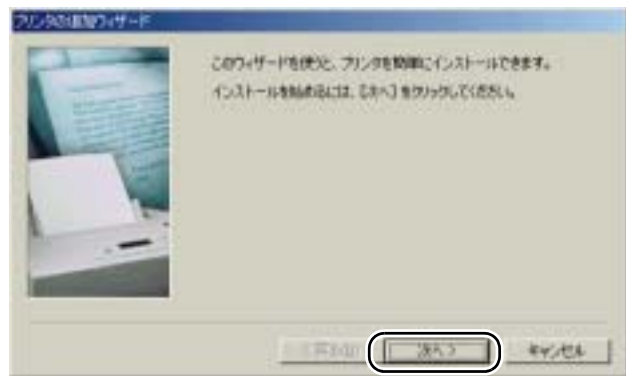 プリンタの追加ウィザード
このウィザードを使うと、プリンタを簡単にインストールできます。
インストールを始めるには、[次へ] をクリックしてください。
次へ >
キャンセル